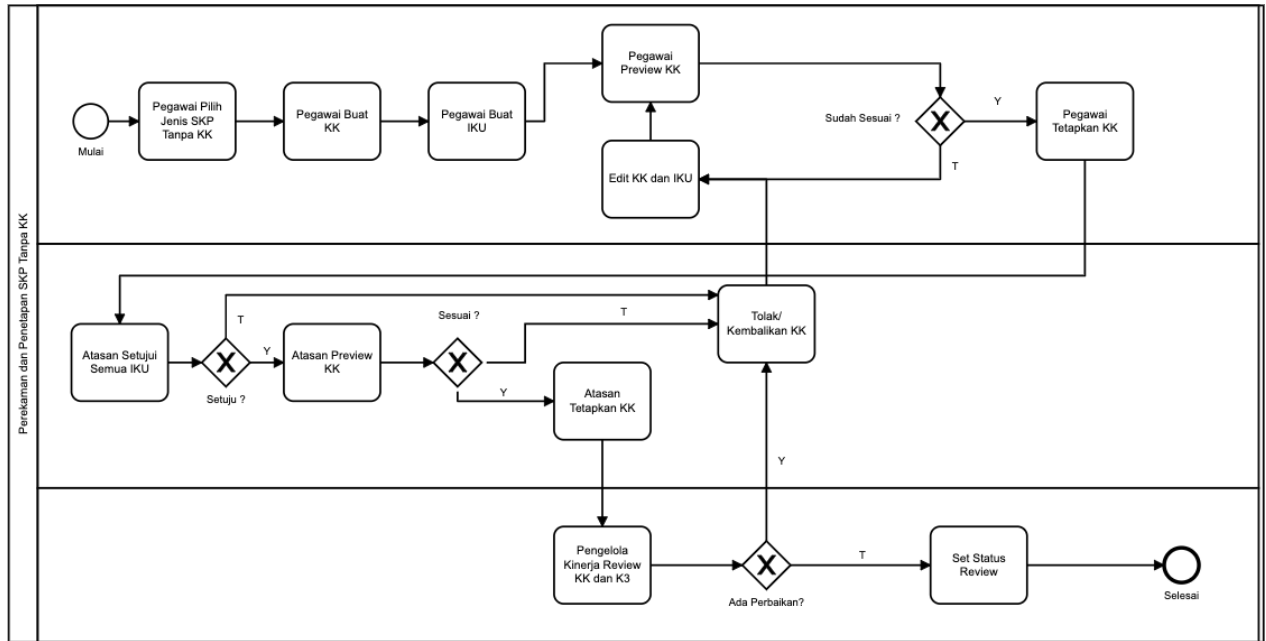 Perekaman dan Penetapan SKP Tanpa KK
Mulai
Pegawai Pilih
Jenis SKP
Tanpa KK
Pegawai Buat
KK
Pegawai Buat
IKU
Pegawai
Preview KK
Edit KK dan IKU
Sudah Sesuai ?
Y
T
Pegawai
Tetapkan KK
Atasan Setujui
Semua IKU
Setuju ?
T
Y
Atasan Preview
KK
Sesuai ?
T
Y
Atasan
Tetapkan KK
Tolak/
Kembalikan KK
Y
Pengelola
Kinerja Review
KK dan K3
Ada Perbaikan?
T
Set Status
Review
Selesai